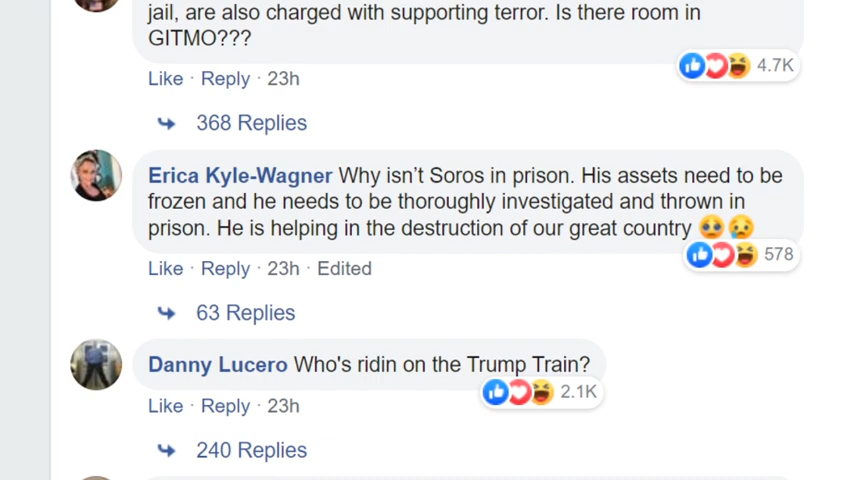 jail, are also charged with supporting terror. Is there room in
GITMO???
4.7K
Like · Reply · 23h
368 Replies
Erica Kyle-Wagner Why isn't Soros in prison. His assets need to be
frozen and he needs to be thoroughly investigated and thrown in
prison. He is helping in the destruction of our great country
578
Like · Reply · 23h · Edited
63 Replies
Danny Lucero Who's ridin on the Trump Train?
2.1K
Like · Reply · 23h
240 Replies